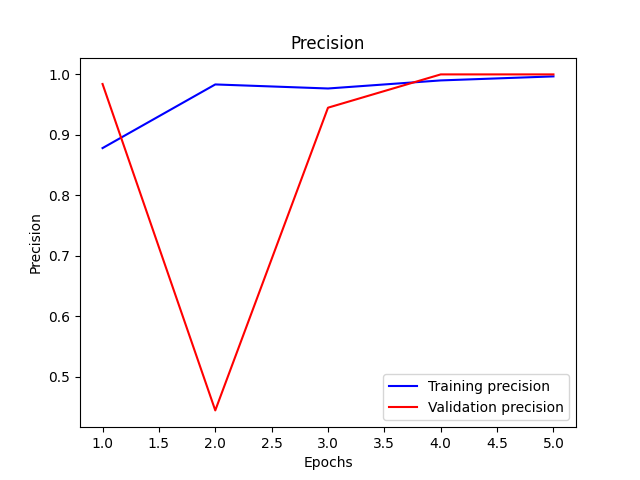 Precision
1.0
0.9
0.8
0.7
0.6
0.5
Precision
Training precision
Validation precision
1.0 1.5 2.0 2.5 3.0 3.5 4.0 4.5 5.0
Epochs